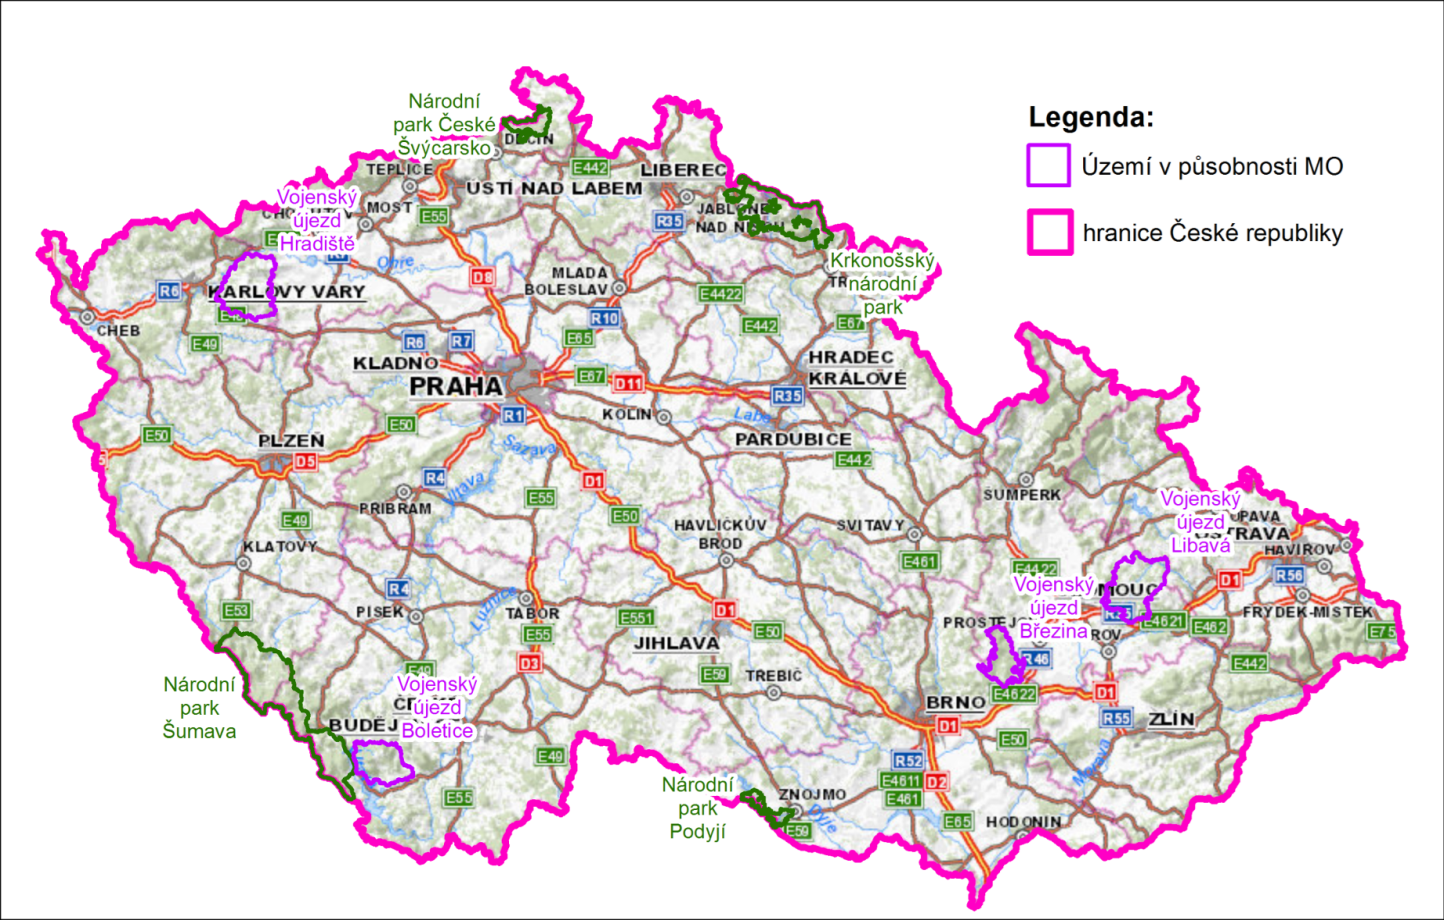 Legenda:
Území v působnosti MO
hranice České republiky
Národní
park České
Švýcarsko
DĚČÍN
TEPLICE
ÚSTÍ NAD LABEM
E442
LIBEREC
Vojenský
újezd
Hradiště
MOST
E55
R35
NAD
Ohře
D8
MLADÁ
BOLESLAV
Krkonošský
národní
park
R6
KARLOVY VARY
CHEB
E49
E4422
R10
E442
E67
R6
R7
E65
KLADNO
PRAHA
E67
D11
HRADEC
KRÁLOVÉ
R35
R1
KOLÍN
Labe
E50
E50
PLZEŇ
D5
PARDUBICE
E442
Sázava
R4
D1
PŘÍBRAM
E55
E50
ŠUMPERK
E49
KLATOVY
HAVLÍČKŮV
BROD
SVITAVY
E461
Vojenský
újezd
Libavá
OSTRAVA
HAVÍŘOV
E4422
D1
R56
FRÝDEK-MÍSTEK
Vojenský
újezd
Březina
R4
PÍSEK
E53
Lužnice
TÁBOR
E551
D1
E50
JIHLAVA
E55
D3
E4621
E462
E75
E442
R46
E4622
D1
E59
TŘEBÍČ
BRNO
D1
R55
ZLÍN
E50
Morava
Národní
park
Šumava
E49
Vojenský
újezd
Boletice
E49
E55
R52
E4611
D2
E461
E65
HODONÍN
Národní
park
Podyjí
ZNOJMO
Dyje
E59